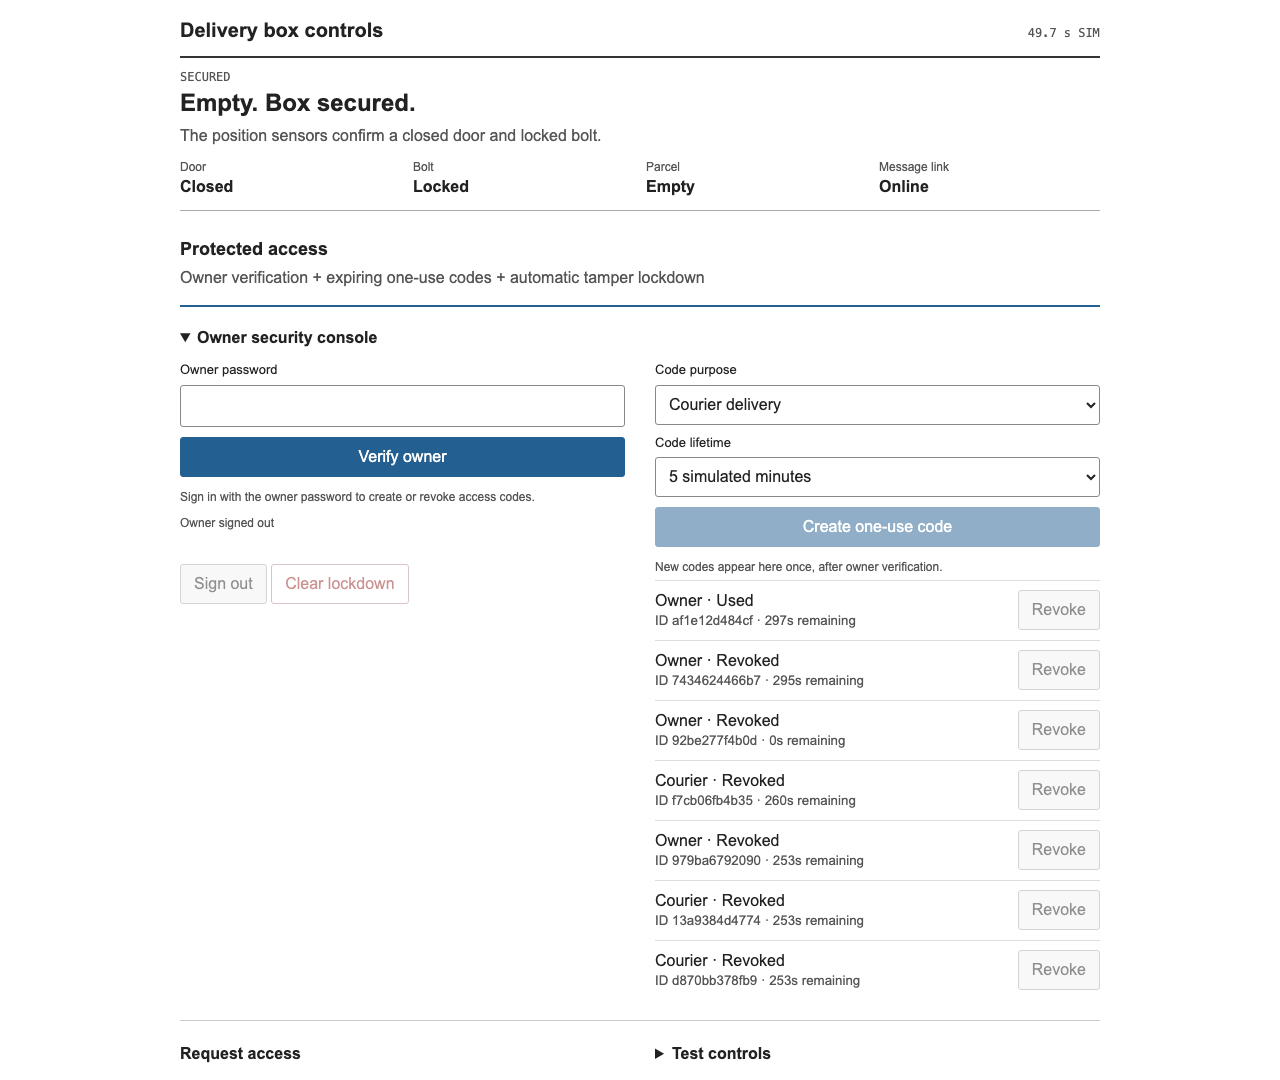 Delivery box controls
49.7 s SIM
SECURED
Empty. Box secured.
The position sensors confirm a closed door and locked bolt.
Door
Closed
Bolt
Locked
Parcel
Empty
Message link
Online
Protected access
Owner verification + expiring one-use codes + automatic tamper lockdown
Owner security console
Owner password
Verify owner
Sign in with the owner password to create or revoke access codes.
Owner signed out
Sign out
Clear lockdown
Code purpose
Courier delivery
Code lifetime
5 simulated minutes
Create one-use code
New codes appear here once, after owner verification.
Owner · Used
ID af1e12d484cf · 297s remaining
Revoke
Owner · Revoked
ID 7434624466b7 · 295s remaining
Revoke
Owner · Revoked
ID 92be277f4b0d · 0s remaining
Revoke
Courier · Revoked
ID f7cb06fb4b35 · 260s remaining
Revoke
Owner · Revoked
ID 979ba6792090 · 253s remaining
Revoke
Courier · Revoked
ID 13a9384d4774 · 253s remaining
Revoke
Courier · Revoked
ID d870bb378fb9 · 253s remaining
Revoke
Request access
Test controls